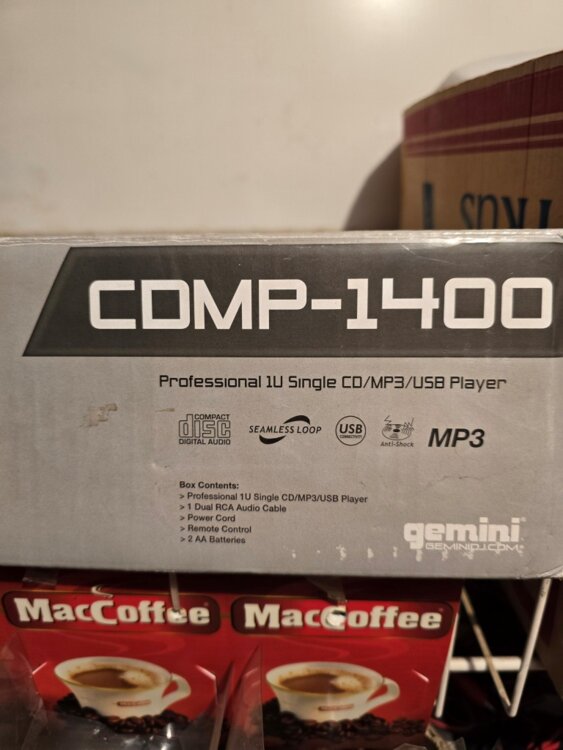 CDMP-1400
Professional 1U Single CD/MP3/USB Player
COMPACT
disc
DIGITAL AUDIO
SEAMLESS LOOP
USB
CONNECTIVITY
Anti-Shock
MP3
Box Contents:
> Professional 1U Single CD/MP3/USB Player
> 1 Dual RCA Audio Cable
> Power Cord
> Remote Control
> 2 AA Batteries
gemini
GEMINIDJ.COM
MacCoffee
MacCoffee